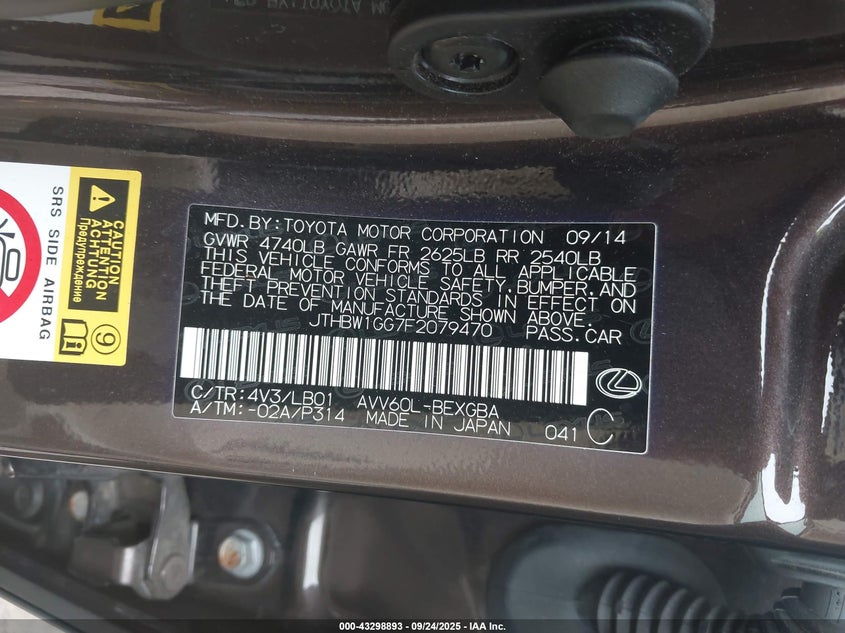 MFD.BY:TOYOTA MOTOR CORPORATION 09/14
GVWR 4740LB GAWR FR 2625LB RR 2540LB
THIS VEHICLE CONFORMS TO ALL APPLICABLE
FEDERAL MOTOR VEHICLE SAFETY, BUMPER, AND
THEFT PREVENTION STANDARDS IN EFFECT ON
THE DATE OF MANUFACTURE SHOWN ABOVE.
JTHBW1GG7F2079470 PASS.CAR
C/TR:4V3/LB01 AVV60L-BEXGBA
A/TM:-02A/P314 MADE IN JAPAN 041 C
SRS SIDE AIRBAG
CAUTION
ATTENTION
ACHTUNG
Предупреждение
9
000-43298893 - 09/24/2025 - IAA Inc.